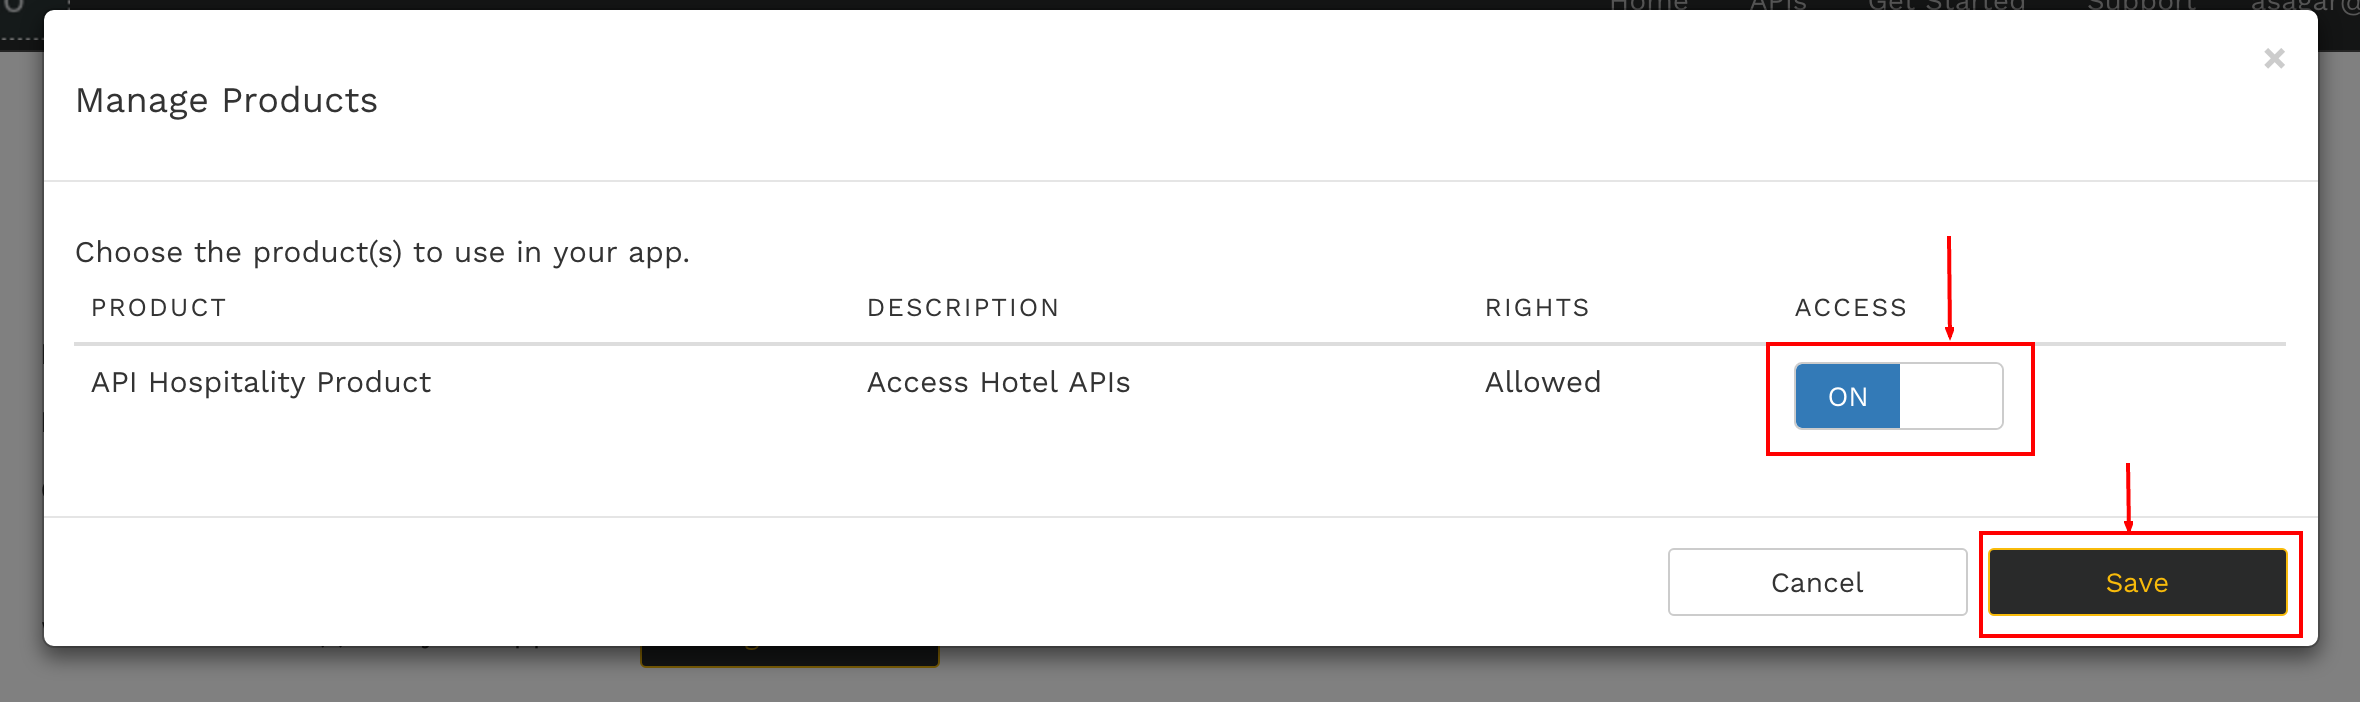 Home APIs Get Started Support asagar@
×
Manage Products
Choose the product(s) to use in your app.
PRODUCT DESCRIPTION RIGHTS ACCESS
API Hospitality Product Access Hotel APIs Allowed ON
Cancel Save